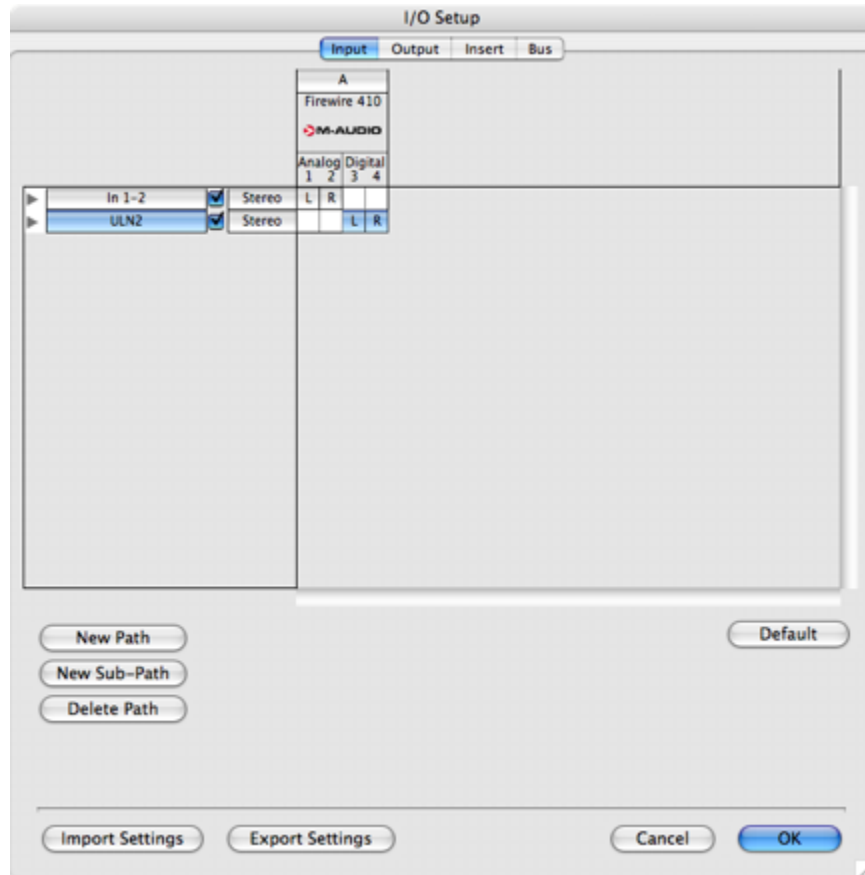 I/O Setup
Input Output Insert Bus
A
Firewire 410
M-AUDIO
Analog Digital
1 2 3 4
In 1-2 Stereo L R
ULN2 Stereo L R
New Path Default
New Sub-Path
Delete Path
Import Settings Export Settings Cancel OK